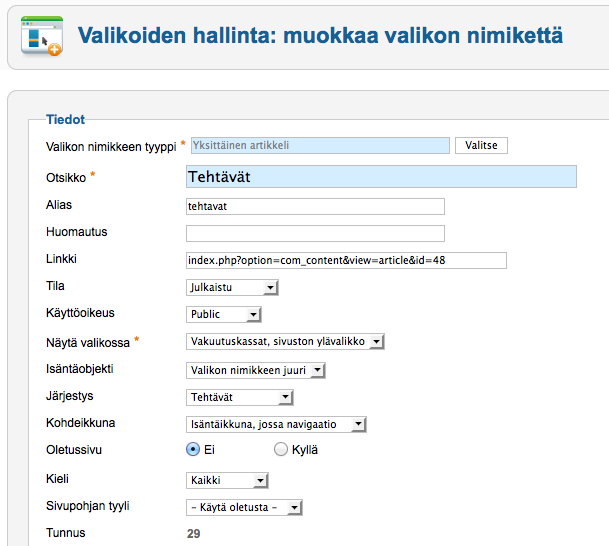 Valikoiden hallinta: muokkaa valikon nimikettä
Tiedot
Valikon nimikkeen tyyppi * Yksittäinen artikkeli Valitse
Otsikko * Tehtävät
Alias tehtavat
Huomautus
Linkki index.php?option=com_content&view=article&id=48
Tila Julkaistu
Käyttöoikeus Public
Näytä valikossa * Vakuutuskassat, sivuston ylävalikko
Isäntäobjekti Valikon nimikkeen juuri
Järjestys Tehtävät
Kohdeikkuna Isäntäikkuna, jossa navigaatio
Oletussivu Ei Kyllä
Kieli Kaikki
Sivupohjan tyyli - Käytä oletusta -
Tunnus 29